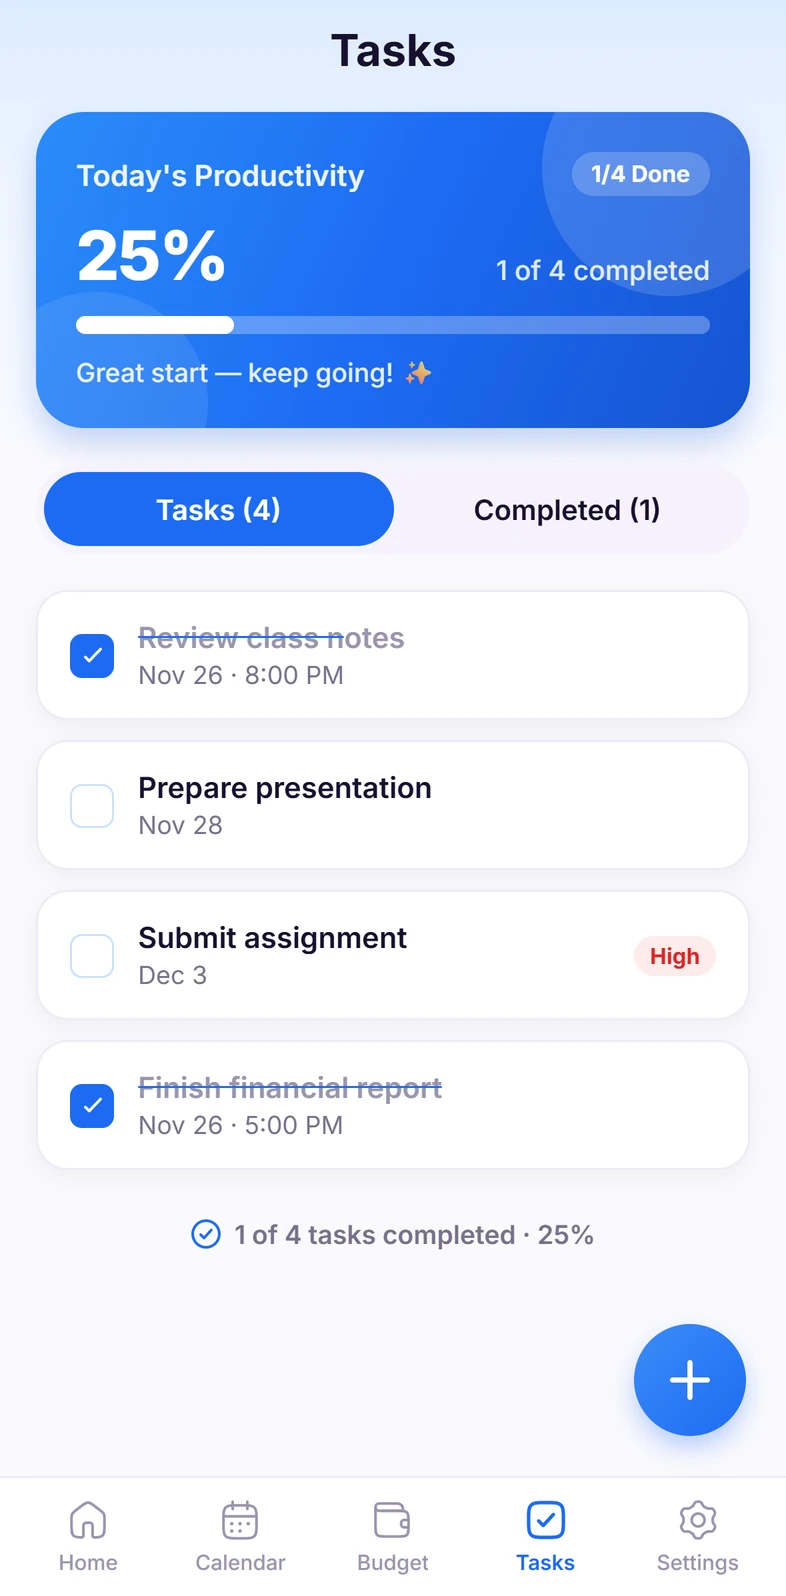 Tasks
Today's Productivity
1/4 Done
25%
1 of 4 completed
Great start — keep going! ✨
Tasks (4)
Completed (1)
Review class notes
Nov 26 · 8:00 PM
Prepare presentation
Nov 28
Submit assignment
High
Dec 3
Finish financial report
Nov 26 · 5:00 PM
1 of 4 tasks completed · 25%
Home
Calendar
Budget
Tasks
Settings